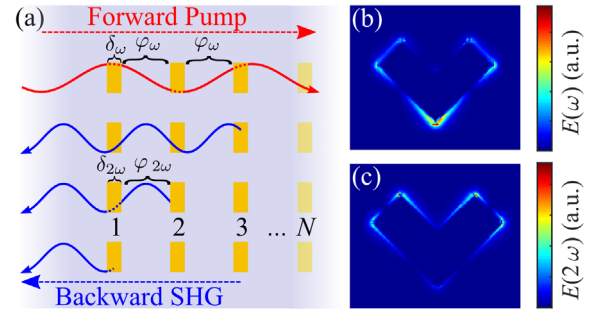 (a)
Forward Pump
δω φω φω
δ2ω φ2ω
1 2 3 ... N
Backward SHG
(b)
E(ω) (a.u.)
(c)
E(2ω) (a.u.)